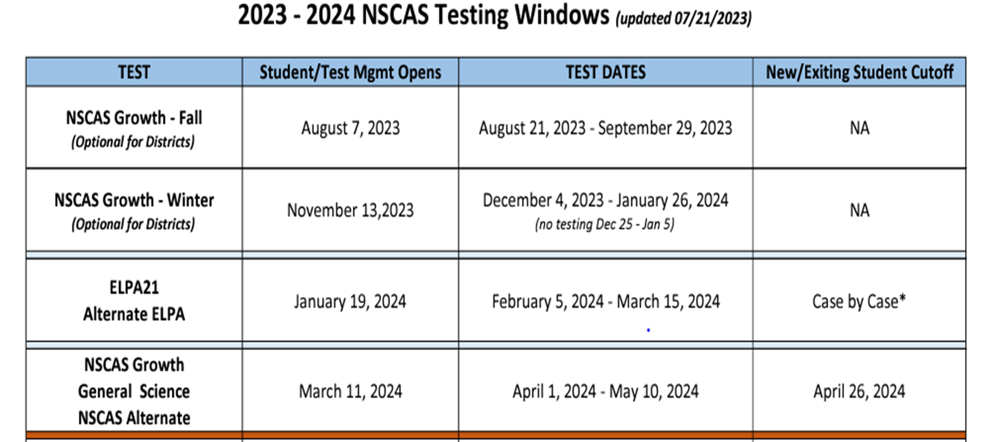 2023 - 2024 NSCAS Testing Windows (updated 07/21/2023)
TEST
Student/Test Mgmt Opens
TEST DATES
New/Exiting Student Cutoff
NSCAS Growth - Fall
(Optional for Districts)
August 7, 2023
August 21, 2023 - September 29, 2023
NA
NSCAS Growth - Winter
(Optional for Districts)
November 13,2023
December 4, 2023 - January 26, 2024
(no testing Dec 25 - Jan 5)
NA
ELPA21
Alternate ELPA
January 19, 2024
February 5, 2024 - March 15, 2024
Case by Case*
NSCAS Growth
General Science
NSCAS Alternate
March 11, 2024
April 1, 2024 - May 10, 2024
April 26, 2024